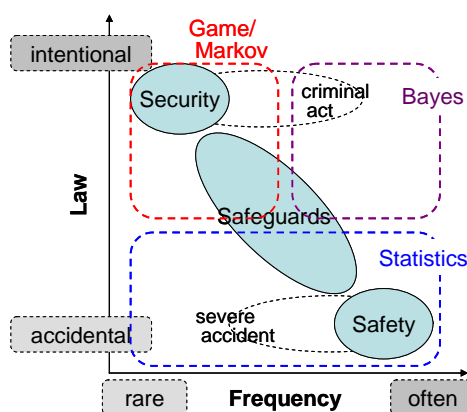 Game/
Markov
intentional
Security
criminal
act
Bayes
Law
Safeguards
Statistics
severe
accident
Safety
accidental
rare
Frequency
often